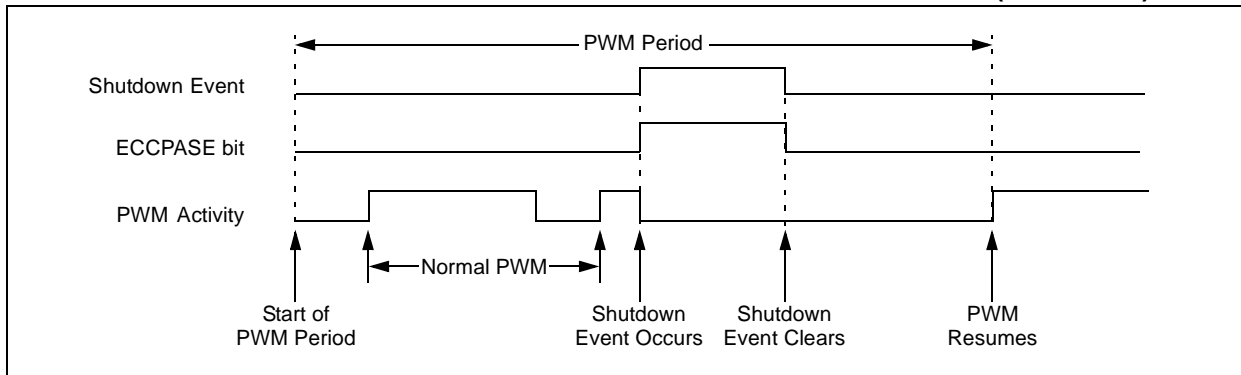 PWM Period
Shutdown Event
ECCPASE bit
PWM Activity
Normal PWM
Start of
PWM Period
Shutdown
Event Occurs
Shutdown
Event Clears
PWM
Resumes